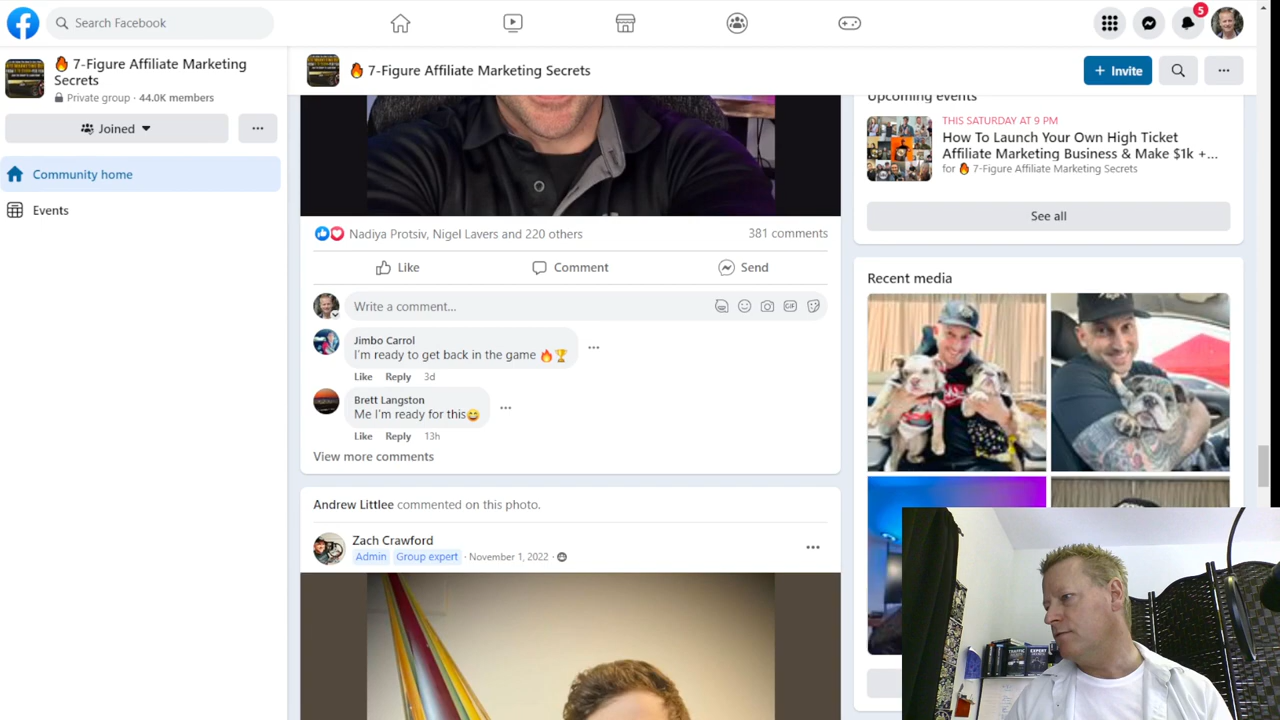 Search Facebook
5
🔥 7-Figure Affiliate Marketing
Secrets
Private group · 44.0K members
Joined
Community home
Events
🔥 7-Figure Affiliate Marketing Secrets
+ Invite
Nadiya Protsiv, Nigel Lavers and 220 others
381 comments
Like
Comment
Send
Write a comment...
GIF
Jimbo Carrol
I'm ready to get back in the game 🔥🏆
Like Reply 3d
Brett Langston
Me I'm ready for this😄
Like Reply 13h
View more comments
Andrew Littlee commented on this photo.
Zach Crawford
Admin Group expert · November 1, 2022 ·
Upcoming events
THIS SATURDAY AT 9 PM
How To Launch Your Own High Ticket
Affiliate Marketing Business & Make $1k +...
for 🔥 7-Figure Affiliate Marketing Secrets
See all
Recent media
TRAFFIC
EXPERT